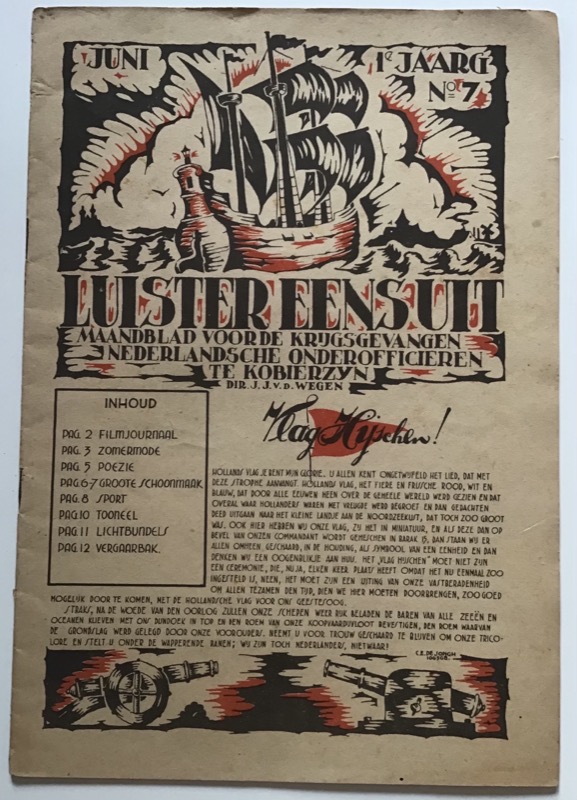 JUNI
1e JAARG
No 7
LUISTER EENS UIT
MAANDBLAD VOOR DE KRIJGSGEVANGEN
NEDERLANDSCHE ONDEROFFICIEREN
TE KOBIERZYN
DIR. J. J. v. D. WEGEN
INHOUD
PAG. 2 FILMJOURNAAL
PAG. 3 ZOMERMODE
PAG. 5 POEZIE
PAG. 6-7 GROOTE SCHOONMAAK
PAG. 8 SPORT
PAG 10 TOONEEL
PAG. 11 LICHTBUNDELS
PAG. 12 VERGAARBAK.
Vlag Hijschen!
HOLLANDS VLAG JE BENT MIJN GLORIE. U ALLEN KENT ONGETWIJFELD HET LIED, DAT MET
DEZE STROPHE AANVANGT. HOLLANDS VLAG, HET FIERE EN FRISSCHE ROOD, WIT EN
BLAUW, DAT DOOR ALLE EEUWEN HEEN OVER DE GEHEELE WERELD WERD GEZIEN EN DAT
OVERAL WAAR HOLLANDERS WAREN MET VREUGDE WERD BEGROET EN DAN GEDACHTEN
DEED UITGAAN NAAR HET KLEINE LANDJE AAN DE NOORDZEEKUST, DAT TOCH ZOO GROOT
WAS. OOK HIER HEBBEN WIJ ONZE VLAG, ZIJ HET IN MINIATUUR, EN ALS DEZE DAN OP
BEVEL VAN ONZEN COMMANDANT WORDT GEHESCHEN IN BARAK 15, DAN STAAN WIJ ER
ALLEN OMHEEN, GESCHAARD, IN DE HOUDING, ALS SYMBOOL VAN EEN EENHEID EN DAN
DENKEN WIJ EEN OOGENBLIKJE AAN HUIS. HET „VLAG HIJSCHEN" MOET NIET ZIJN
EEN CEREMONIE, DIE, NU JA, ELKEN KEER PLAATS HEEFT OMDAT HET NU EENMAAL ZOO
INGESTELD IS, NEEN, HET MOET ZIJN EEN UITING VAN ONZE VASTBERADENHEID
OM ALLEN TEZAMEN DEN TIJD, DIEN WE HIER MOETEN DOORBRENGEN, ZOO GOED
MOGELIJK DOOR TE KOMEN, MET DE HOLLANDSCHE VLAG VOOR ONS GEESTESOOG.
STRAKS, NA DE WOEDE VAN DEN OORLOG ZULLEN ONZE SCHEPEN WEER RIJK BELADEN DE BAREN VAN ALLE ZEEËN EN
OCEANEN KLIEVEN MET ONS DUNDOEK IN TOP EN DEN ROEM VAN ONZE KOOPVAARDIJVLOOT BEVESTIGEN, DEN ROEM WAARVAN
DE GRONDSLAG WERD GELEGD DOOR ONZE VOOROUDERS. NEEMT U VOOR TROUW GESCHAARD TE BLIJVEN OM ONZE TRICO-
LORE EN STELT U ONDER DE WAPPERENDE BANEN; WIJ ZIJN TOCH NEDERLANDERS, NIETWAAR!
C.E. DE JONGH